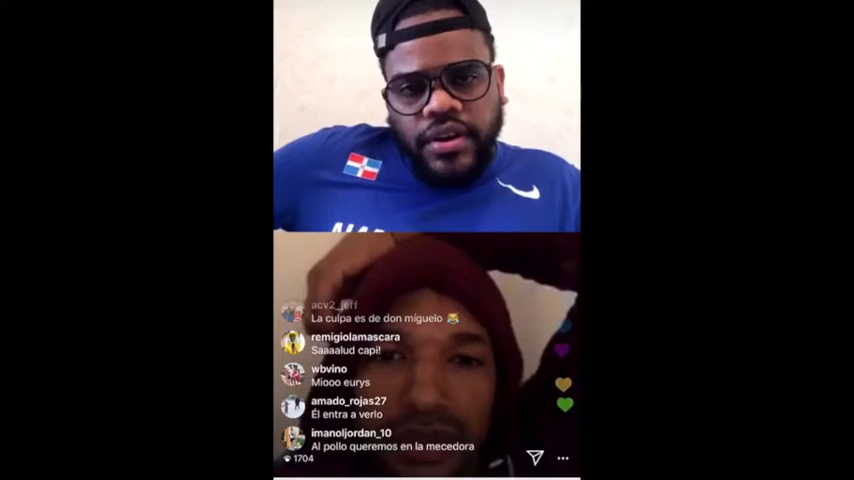 acv2_jeff
La culpa es de don miguelo 😹
remigiolamascara
Saaaalud capi!
wbvino
Miooo eurys
amado_rojas27
Él entra a verlo
imanoljordan_10
Al pollo queremos en la mecedora
1704